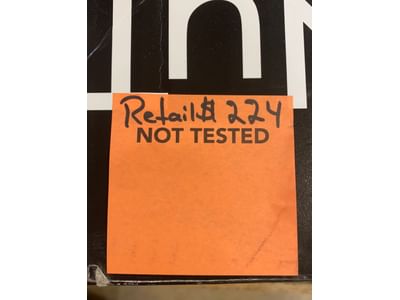 Retail$ 224
NOT TESTED